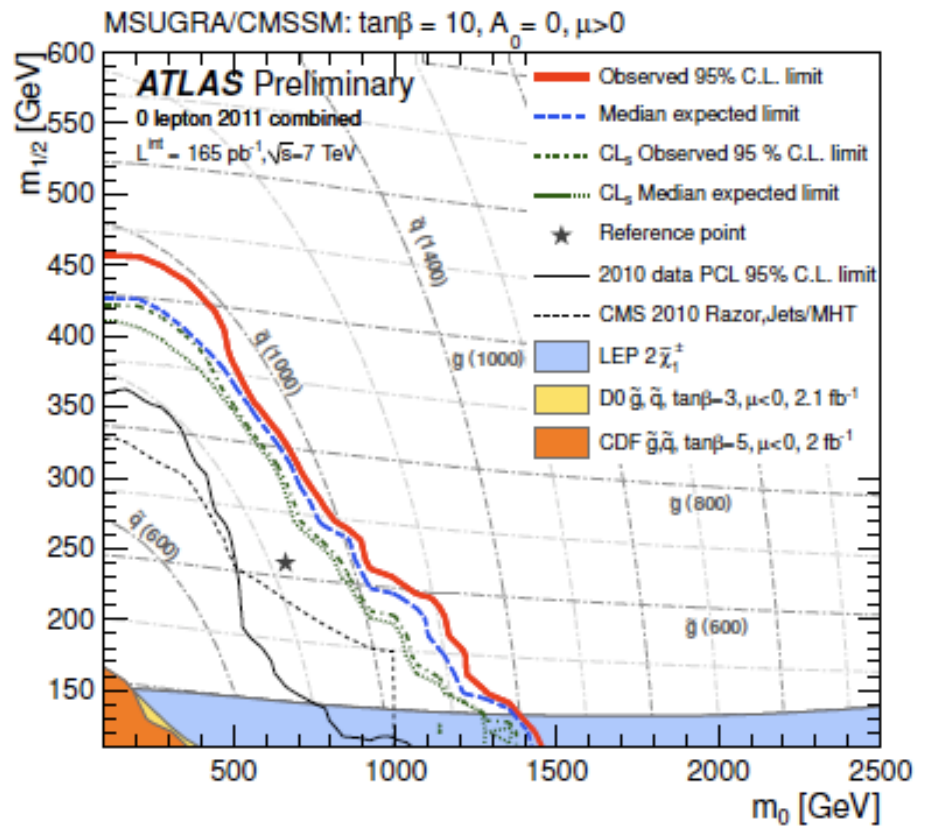 MSUGRA/CMSSM: tanβ = 10, A₀= 0, μ>0
m₁/₂ [GeV]
600
550
500
450
400
350
300
250
200
150
ATLAS Preliminary
0 lepton 2011 combined
Lⁱⁿᵗ = 165 pb⁻¹, √s=7 TeV
Observed 95% C.L. limit
Median expected limit
CLₛ Observed 95 % C.L. limit
CLₛ Median expected limit
Reference point
2010 data PCL 95% C.L. limit
CMS 2010 Razor,Jets/MHT
LEP 2 χ̃₁±
D0 g̃, q̃, tanβ=3, μ<0, 2.1 fb⁻¹
CDF g̃,q̃, tanβ=5, μ<0, 2 fb⁻¹
q̃ (1400)
q̃ (1000)
g̃ (1000)
g̃ (800)
q̃ (600)
g̃ (600)
500
1000
1500
2000
2500
m₀ [GeV]